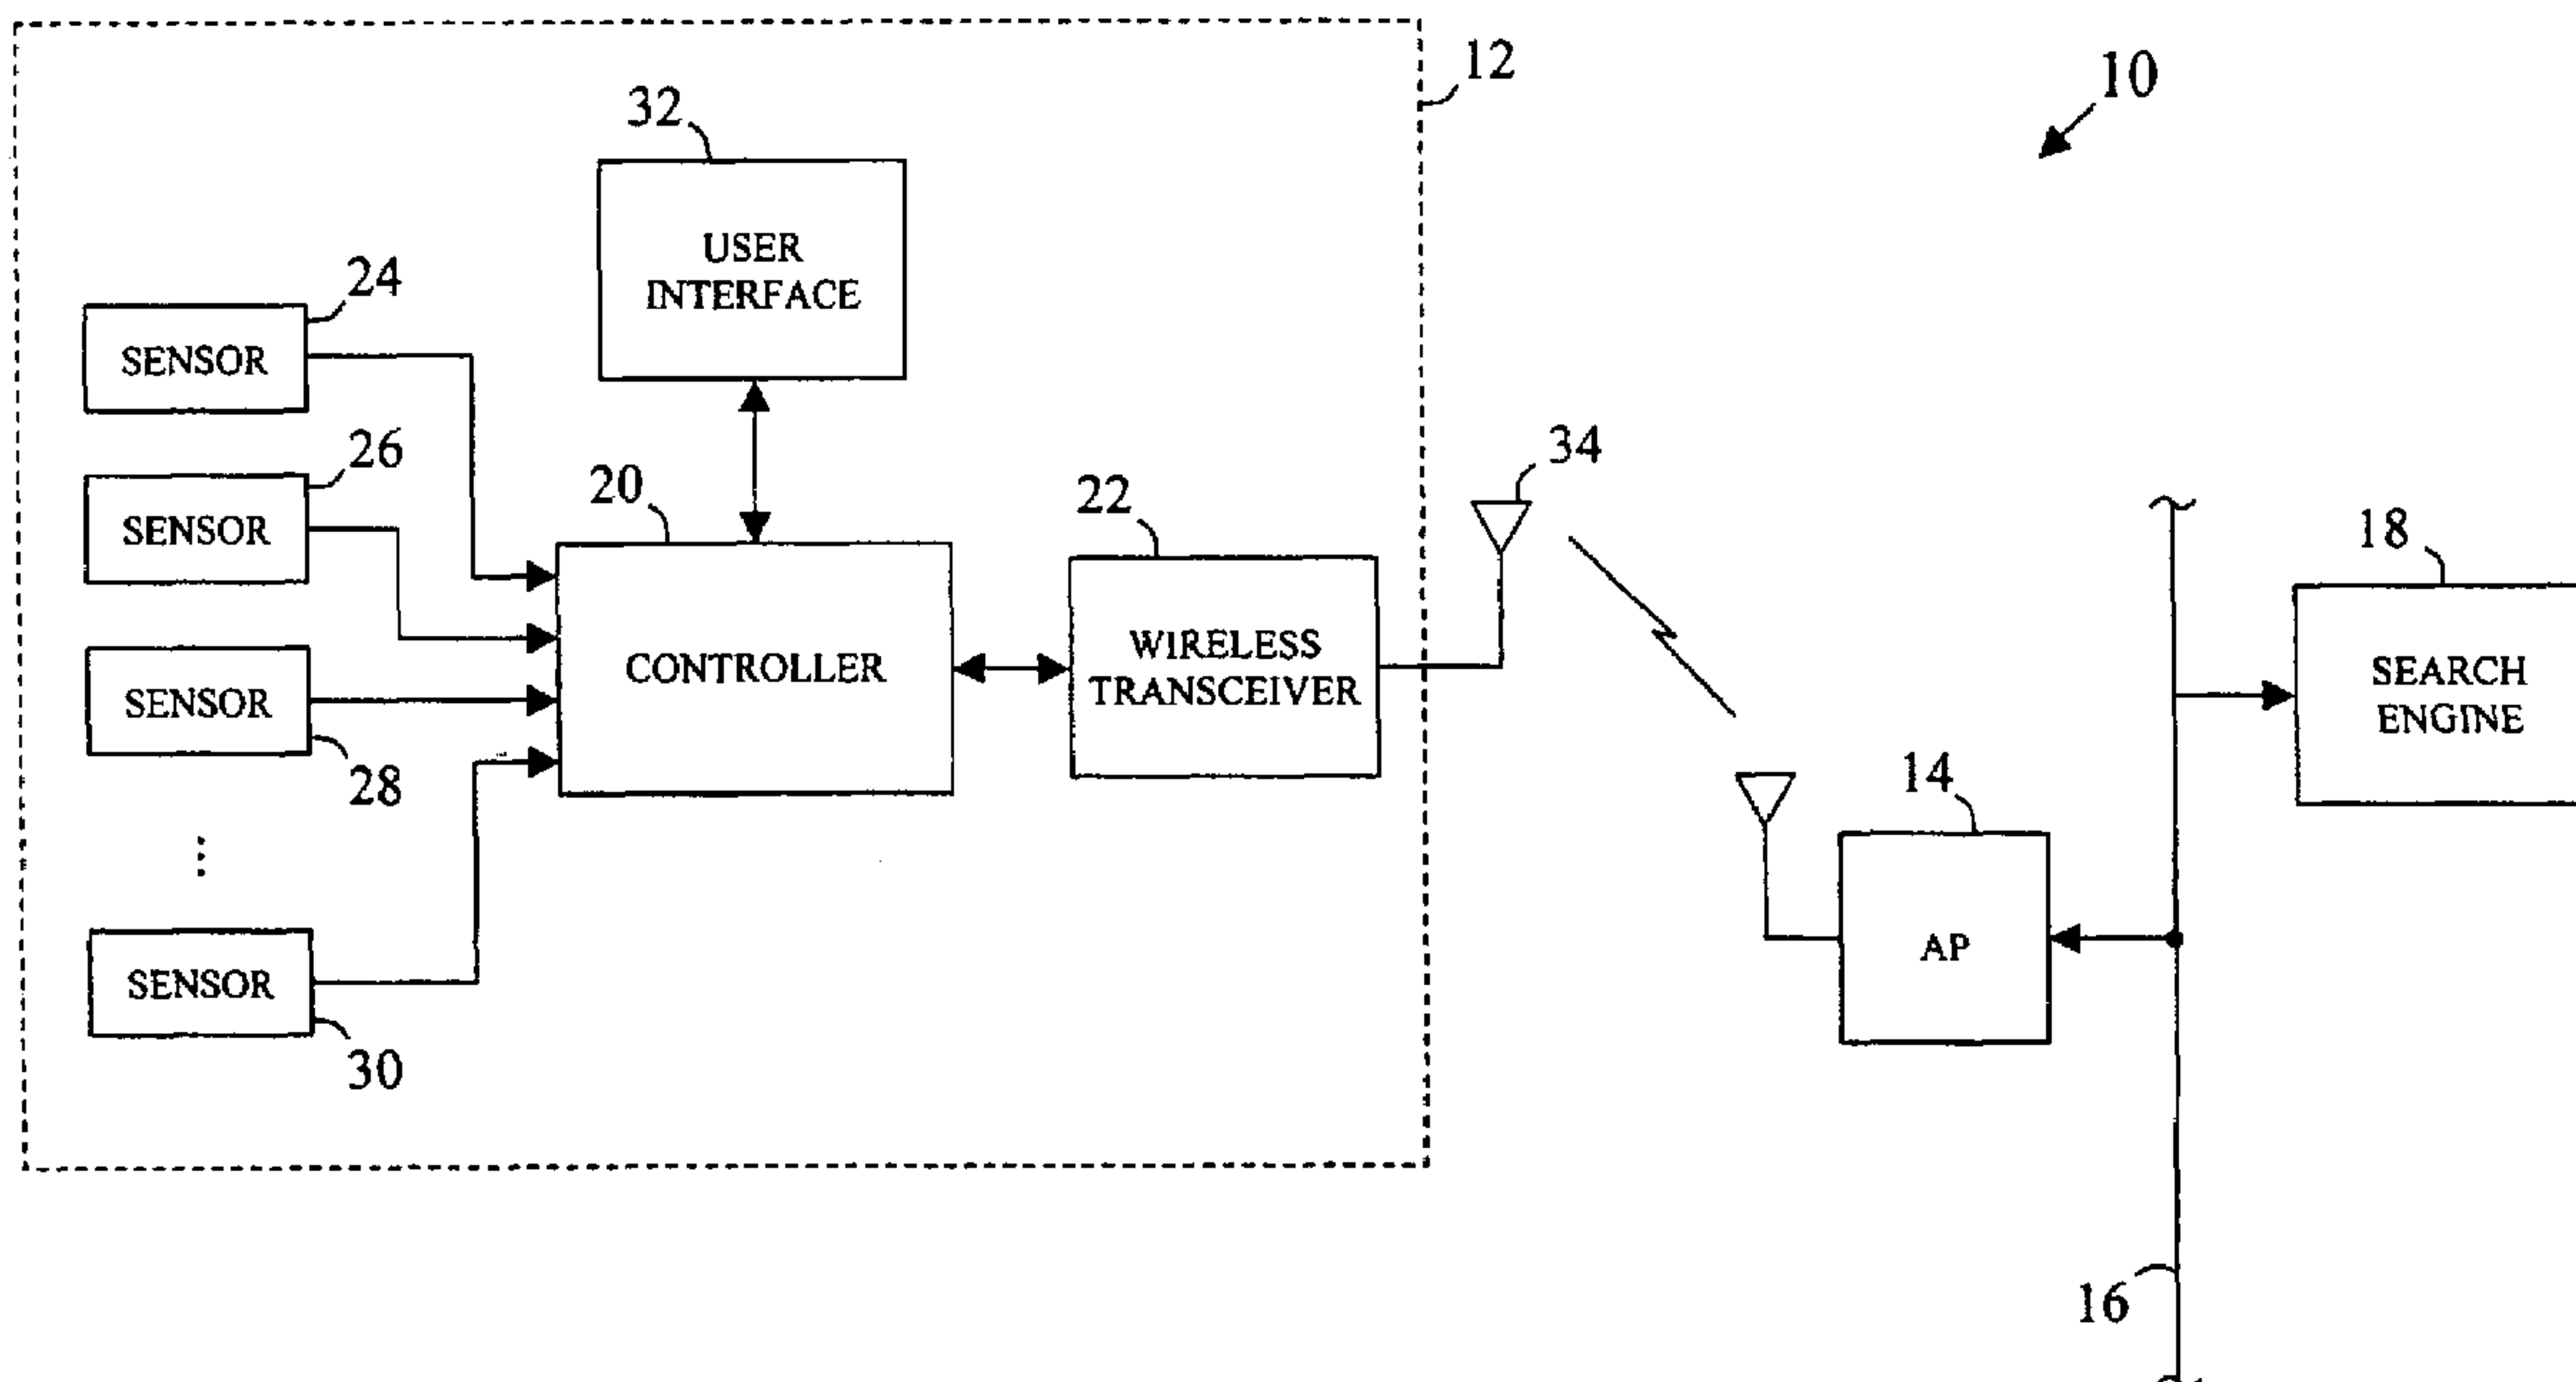 12
10
32
USER
INTERFACE
24
SENSOR
26
SENSOR
34
20
22
18
CONTROLLER
WIRELESS
TRANSCEIVER
SEARCH
ENGINE
SENSOR
28
14
AP
...
SENSOR
30
16